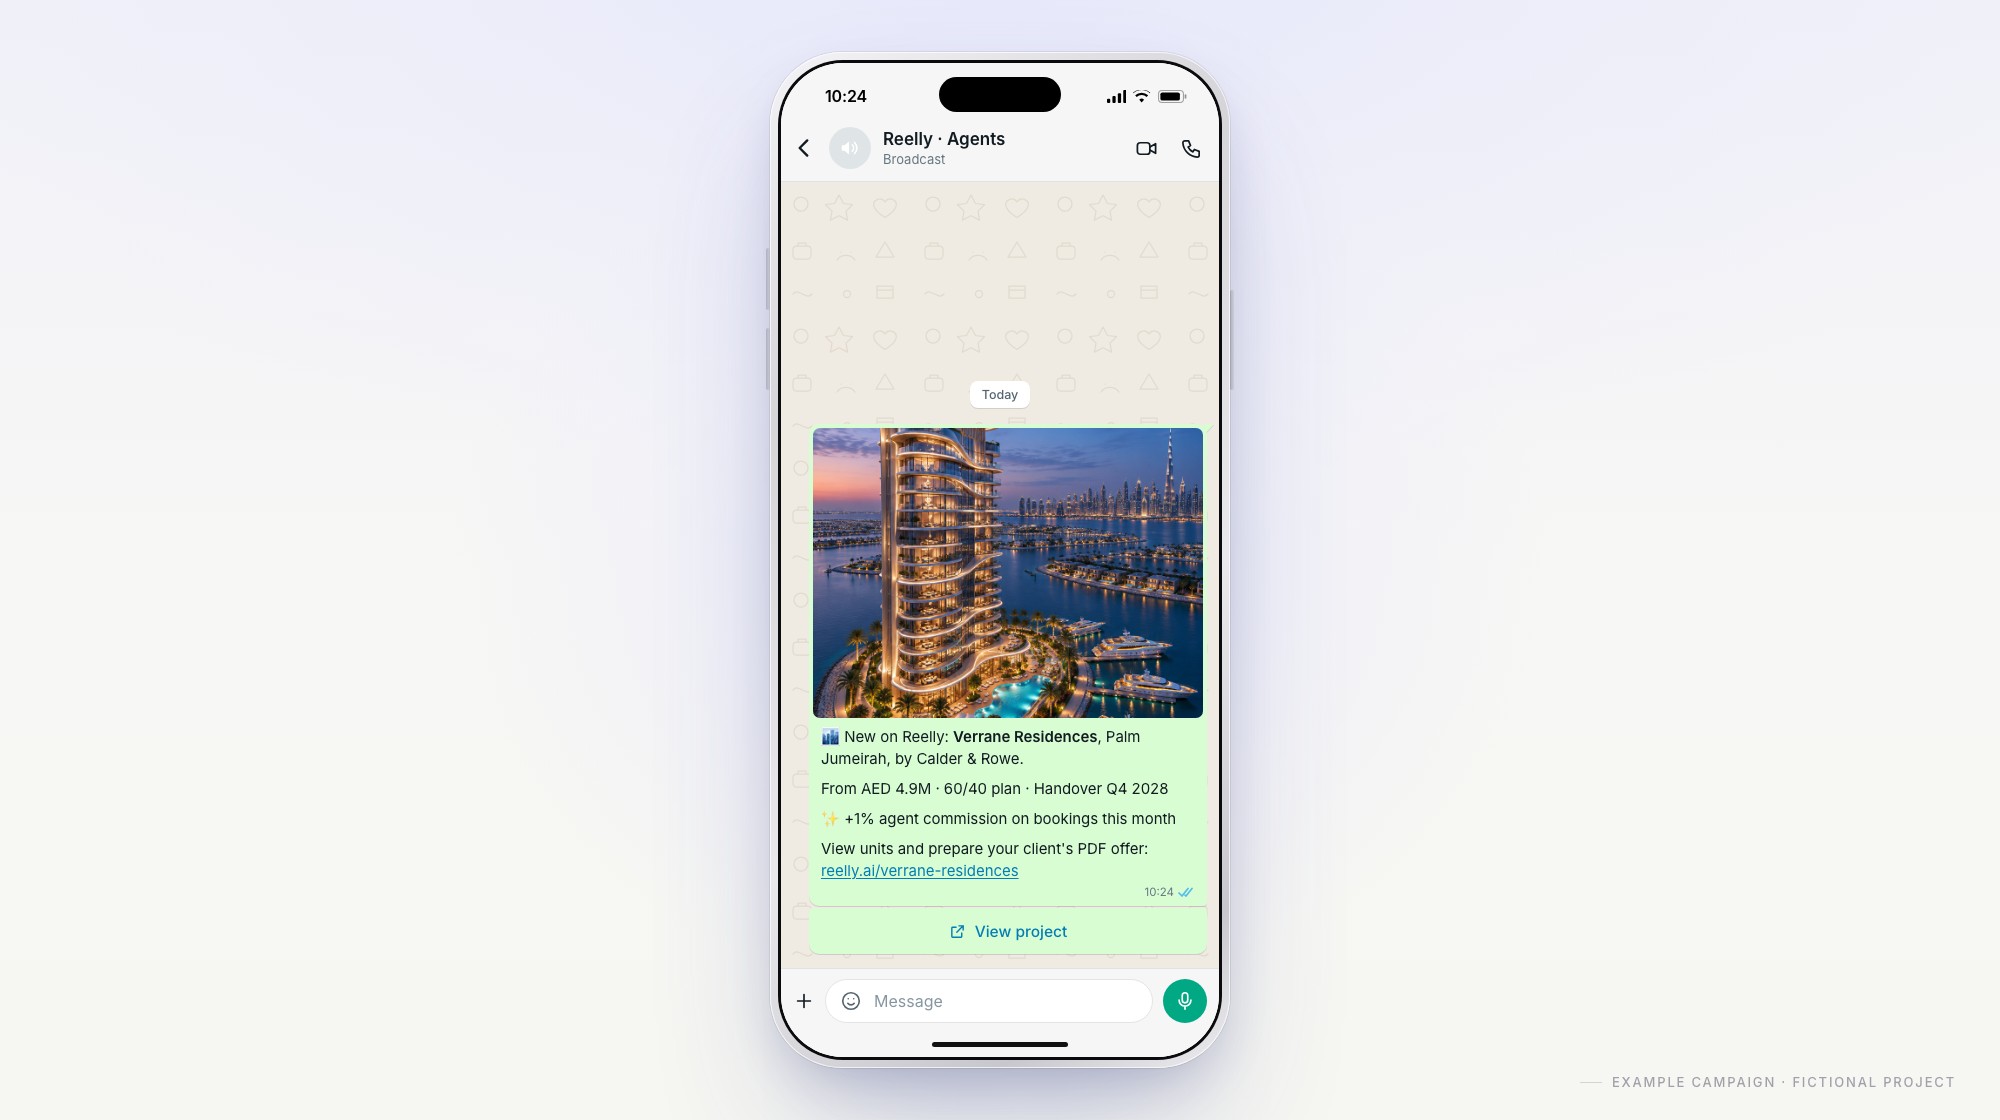 10:24
Reelly · Agents
Broadcast
Today
🏙️ New on Reelly: Verrane Residences, Palm
Jumeirah, by Calder & Rowe.
From AED 4.9M · 60/40 plan · Handover Q4 2028
✨ +1% agent commission on bookings this month
View units and prepare your client's PDF offer:
reelly.ai/verrane-residences
10:24
View project
Message
EXAMPLE CAMPAIGN · FICTIONAL PROJECT